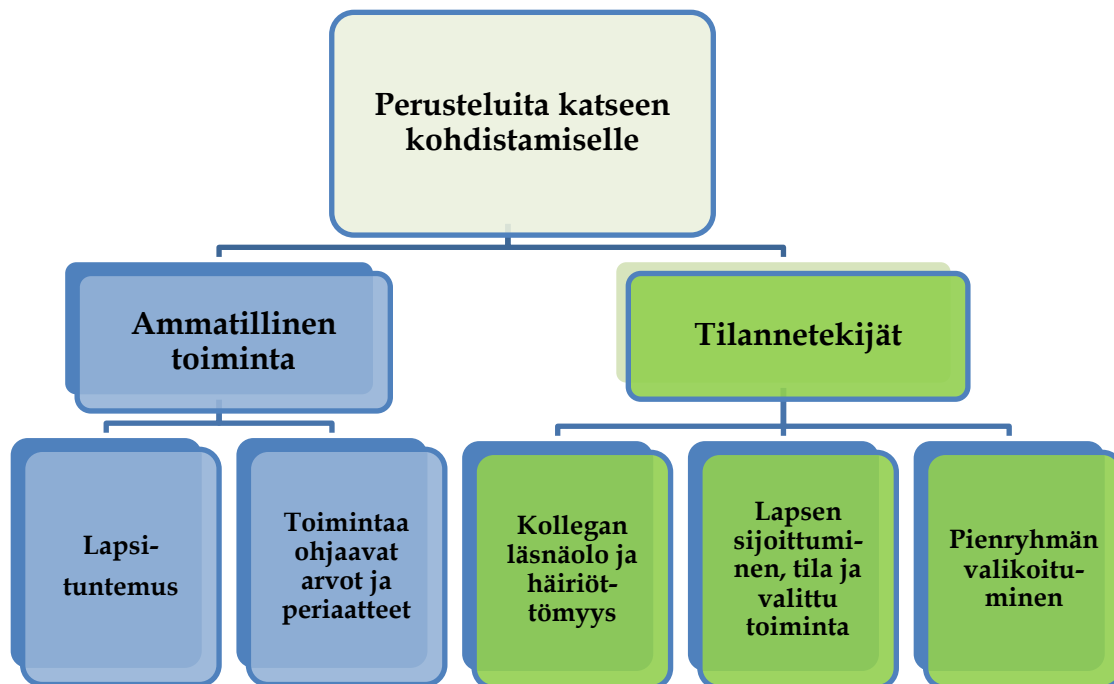 Perusteluita katseen
kohdistamiselle
Ammatillinen
toiminta
Tilannetekijät
Lapsi-
tuntemus
Toimintaa
ohjaavat
arvot ja
periaatteet
Kollegan
läsnäolo ja
häiriöt-
tömyys
Lapsen
sijoittumi-
nen, tila ja
valittu
toiminta
Pienryhmän
valikoitu-
minen